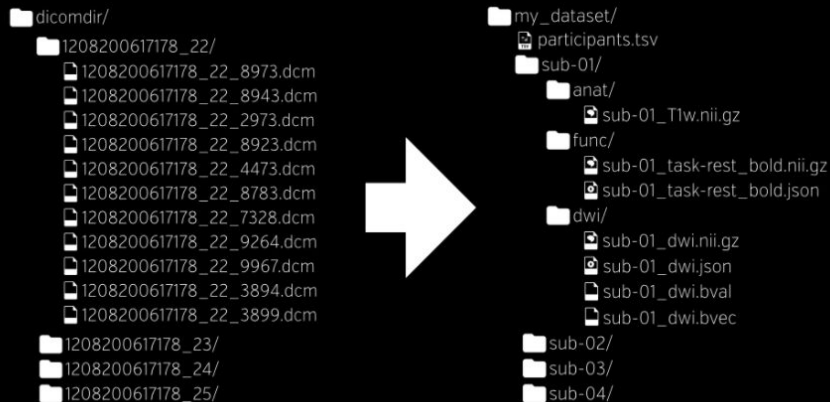 dicomdir/
1208200617178_22/
1208200617178_22_8973.dcm
1208200617178_22_8943.dcm
1208200617178_22_2973.dcm
1208200617178_22_8923.dcm
1208200617178_22_4473.dcm
1208200617178_22_8783.dcm
1208200617178_22_7328.dcm
1208200617178_22_9264.dcm
1208200617178_22_9967.dcm
1208200617178_22_3894.dcm
1208200617178_22_3899.dcm
1208200617178_23/
1208200617178_24/
1208200617178_25/
my_dataset/
participants.tsv
sub-01/
anat/
sub-01_T1w.nii.gz
func/
sub-01_task-rest_bold.nii.gz
sub-01_task-rest_bold.json
dwi/
sub-01_dwi.nii.gz
sub-01_dwi.json
sub-01_dwi.bval
sub-01_dwi.bvec
sub-02/
sub-03/
sub-04/